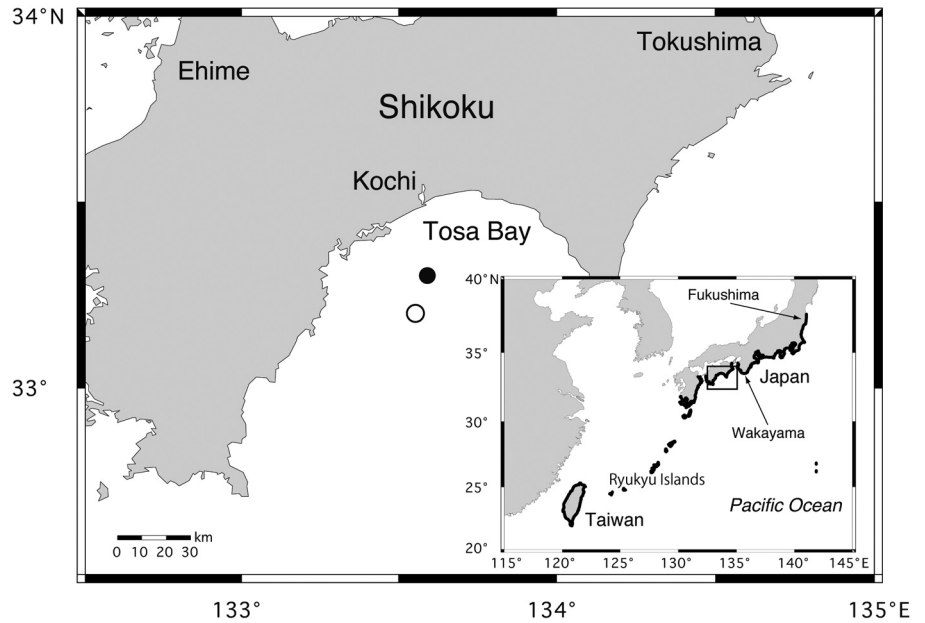 34°N
Tokushima
Ehime
Shikoku
Kochi
Tosa Bay
33°
km
0 10 20 30
133°
134°
135°E
40°N
Fukushima
35°
Japan
30°
Wakayama
25°
Ryukyu Islands
Pacific Ocean
Taiwan
20°
115° 120° 125° 130° 135° 140° 145°E